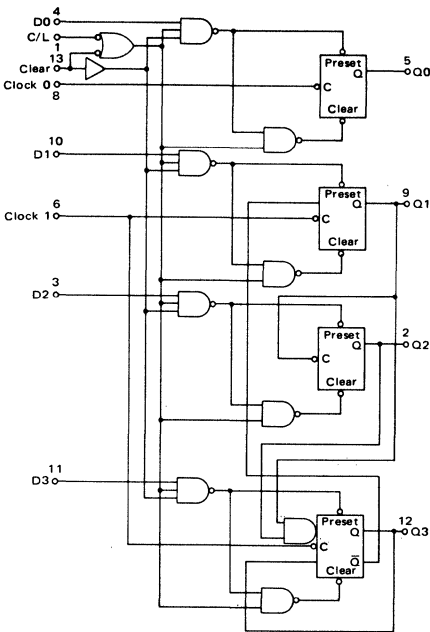 4
D0
C/L
1
13
Clear
Clock 0
8
Preset
Q
C
Clear
5
Q0
10
D1
6
Clock 1
Preset
Q
C
Clear
9
Q1
3
D2
Preset
Q
C
Clear
2
Q2
11
D3
Preset
Q
C
Q̅
Clear
12
Q3